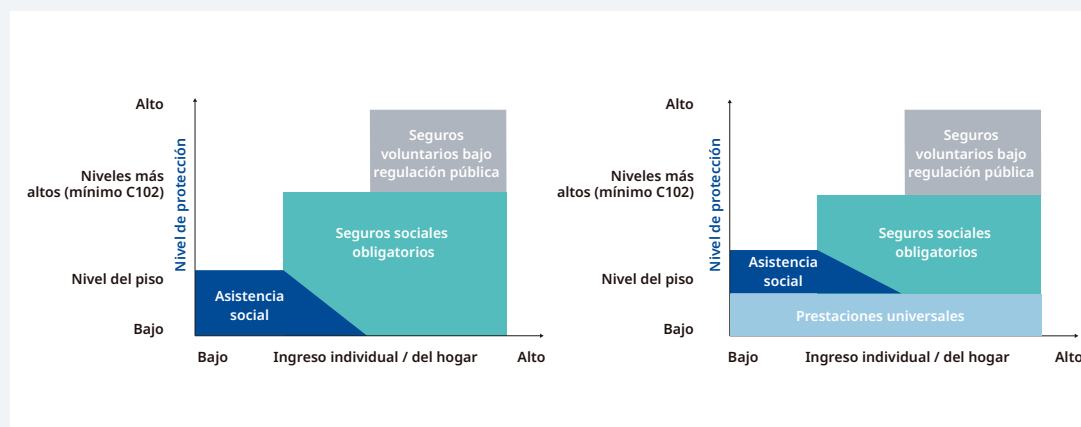 Alto
Niveles más
altos (mínimo C102)
Nivel del piso
Bajo
Nivel de protección
Seguros
voluntarios bajo
regulación pública
Seguros sociales
obligatorios
Asistencia
social
Bajo
Ingreso individual / del hogar
Alto
Alto
Niveles más
altos (mínimo C102)
Nivel del piso
Bajo
Nivel de protección
Seguros
voluntarios bajo
regulación pública
Seguros sociales
obligatorios
Asistencia
social
Prestaciones universales
Bajo
Ingreso individual / del hogar
Alto